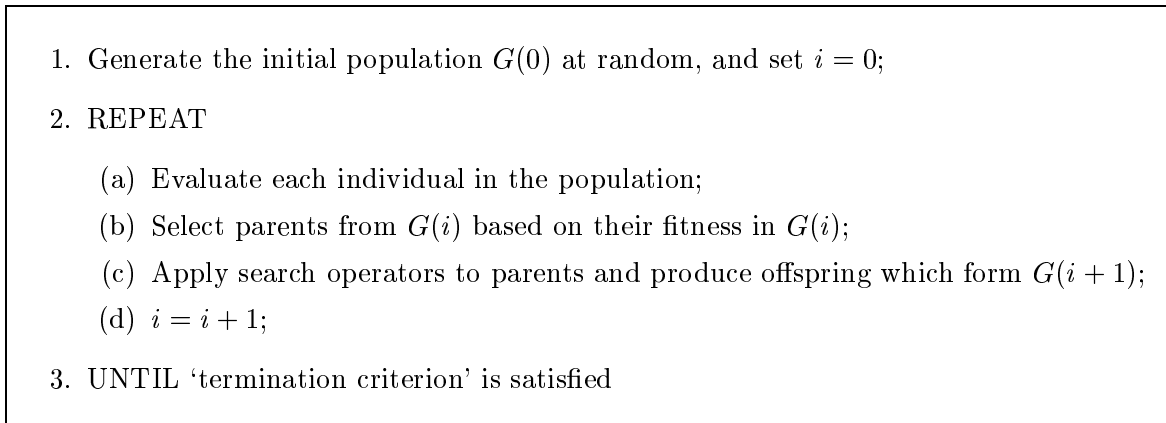 1. Generate the initial population G(0) at random, and set i = 0;
2. REPEAT
(a) Evaluate each individual in the population;
(b) Select parents from G(i) based on their fitness in G(i);
(c) Apply search operators to parents and produce offspring which form G(i + 1);
(d) i = i + 1;
3. UNTIL ‘termination criterion’ is satisfied